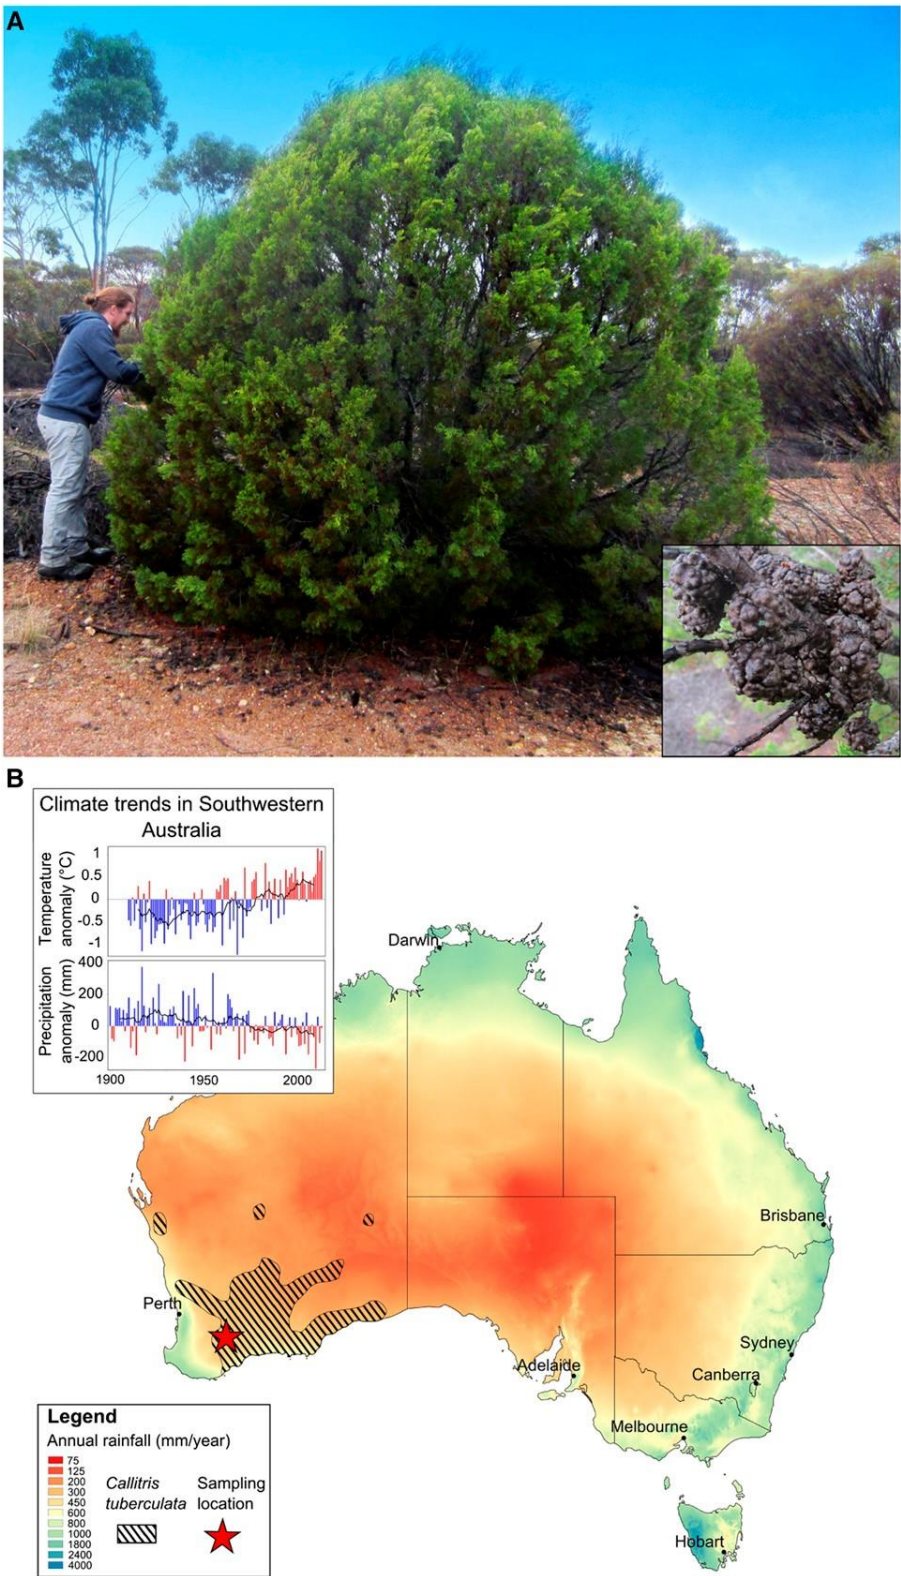 A
B
Climate trends in Southwestern
Australia
Temperature
anomaly (°C)
1
0.5
0
-0.5
-1
Precipitation
anomaly (mm)
400
200
0
-200
1900 1950 2000
Darwin
Brisbane
Perth
Sydney
Adelaide
Canberra
Melbourne
Hobart
Legend
Annual rainfall (mm/year)
75
125
200
300
450
600
800
1000
1800
2400
4000
Callitris
tuberculata
Sampling
location